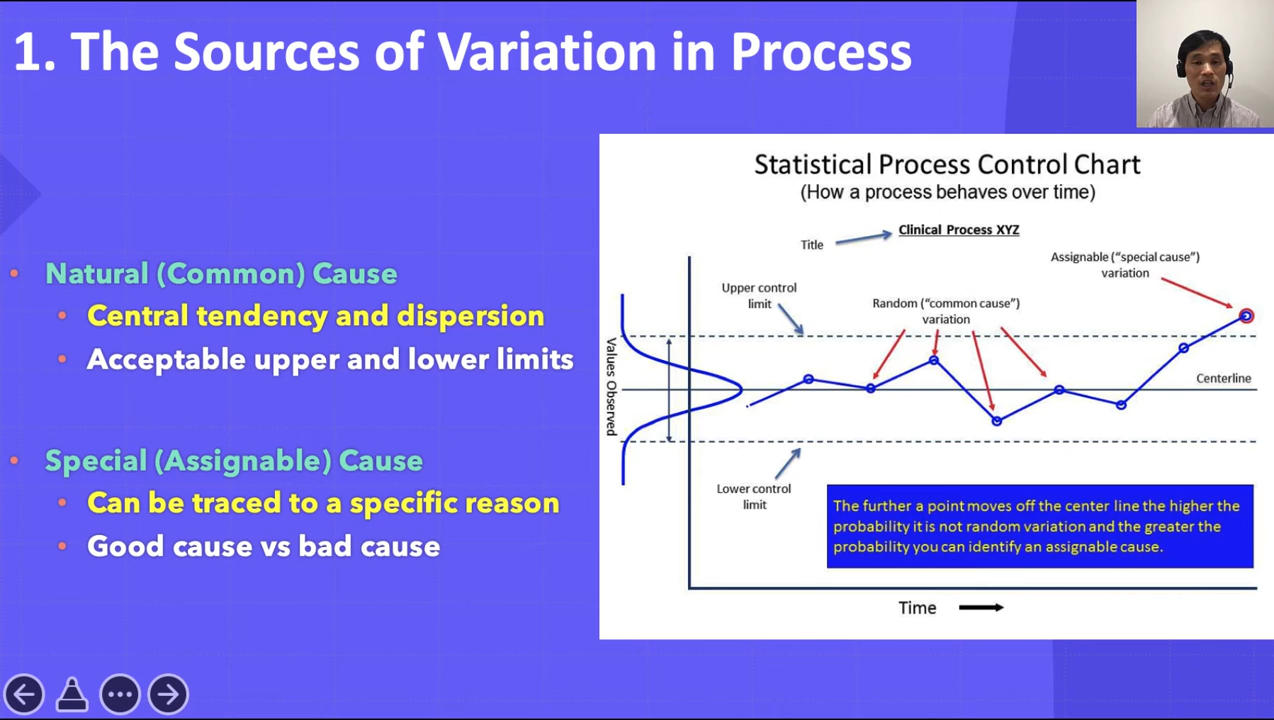 1. The Sources of Variation in Process
• Natural (Common) Cause
• Central tendency and dispersion
• Acceptable upper and lower limits
• Special (Assignable) Cause
• Can be traced to a specific reason
• Good cause vs bad cause
Statistical Process Control Chart
(How a process behaves over time)
Title
Clinical Process XYZ
Assignable (“special cause”)
variation
Upper control
limit
Random (“common cause”)
variation
Values Observed
Centerline
Lower control
limit
The further a point moves off the center line the higher the
probability it is not random variation and the greater the
probability you can identify an assignable cause.
Time